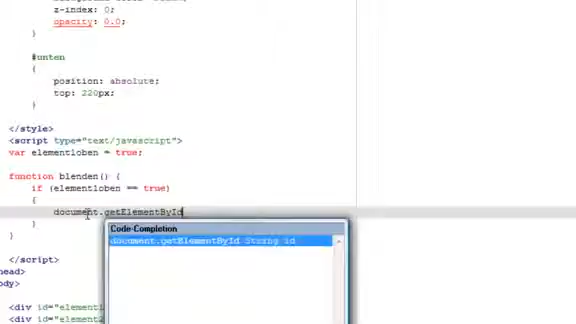 z-index: 0;
opacity: 0.0;
}
#unten
{
position: absolute;
top: 220px;
}
</style>
<script type="text/javascript">
var element1oben = true;
function blenden() {
if (element1oben == true)
{
document.getElementById
}
}
</script>
head>
ody>
<div id="element1
<div id="element2
Code-Completion
document.getElementById String id